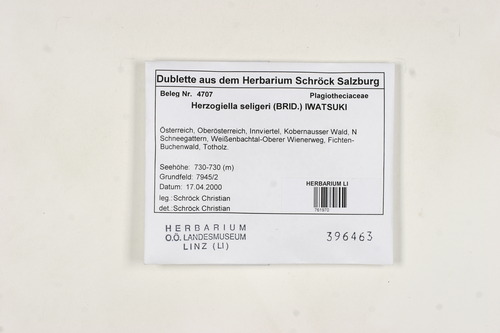 Dublette aus dem Herbarium Schröck Salzburg
Beleg Nr. 4707 Plagiotheciaceae
Herzogiella seligeri (BRID.) IWATSUKI
Österreich, Oberösterreich, Innviertel, Kobernausser Wald, N
Schneegattern, Weißenbachtal-Oberer Wienerweg, Fichten-
Buchenwald, Totholz.
Seehöhe: 730-730 (m)
Grundfeld: 7945/2
Datum: 17.04.2000
leg.: Schröck Christian
det.: Schröck Christian
HERBARIUM LI
HERBARIUM
O.Ö. LANDESMUSEUM
LINZ (LI)
396463